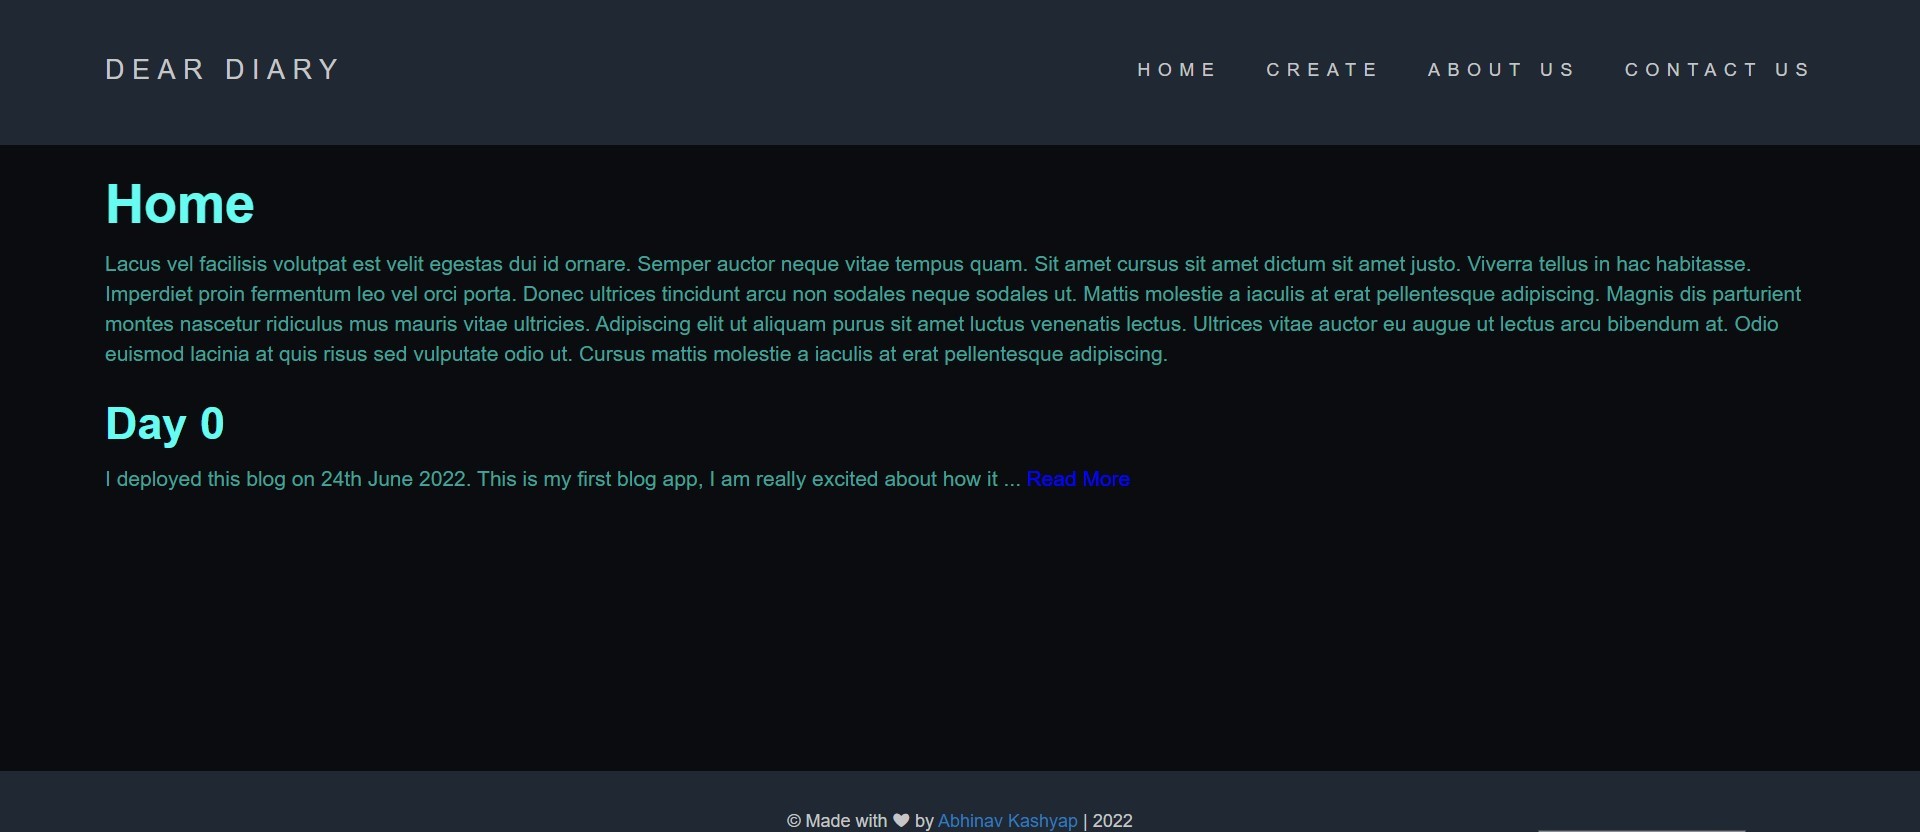 DEAR DIARY
HOME CREATE ABOUT US CONTACT US
Home
Lacus vel facilisis volutpat est velit egestas dui id ornare. Semper auctor neque vitae tempus quam. Sit amet cursus sit amet dictum sit amet justo. Viverra tellus in hac habitasse.
Imperdiet proin fermentum leo vel orci porta. Donec ultrices tincidunt arcu non sodales neque sodales ut. Mattis molestie a iaculis at erat pellentesque adipiscing. Magnis dis parturient
montes nascetur ridiculus mus mauris vitae ultricies. Adipiscing elit ut aliquam purus sit amet luctus venenatis lectus. Ultrices vitae auctor eu augue ut lectus arcu bibendum at. Odio
euismod lacinia at quis risus sed vulputate odio ut. Cursus mattis molestie a iaculis at erat pellentesque adipiscing.
Day 0
I deployed this blog on 24th June 2022. This is my first blog app, I am really excited about how it ... Read More
© Made with ♥ by Abhinav Kashyap | 2022